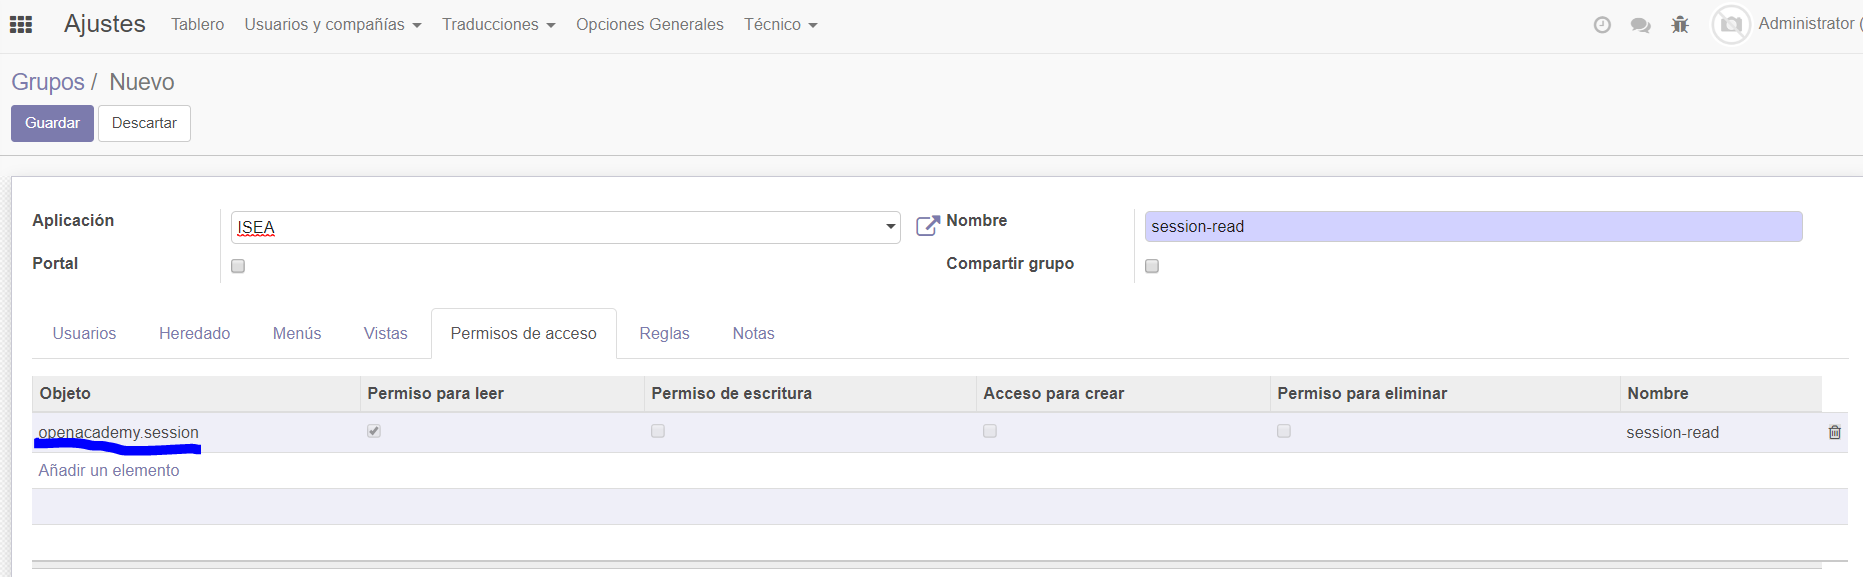 Ajustes Tablero Usuarios y compañías Traducciones Opciones Generales Técnico Administrator (
Grupos / Nuevo
Guardar Descartar
Aplicación ISEA Nombre session-read
Portal Compartir grupo
Usuarios Heredado Menús Vistas Permisos de acceso Reglas Notas
Objeto Permiso para leer Permiso de escritura Acceso para crear Permiso para eliminar Nombre
openacademy.session session-read
Añadir un elemento